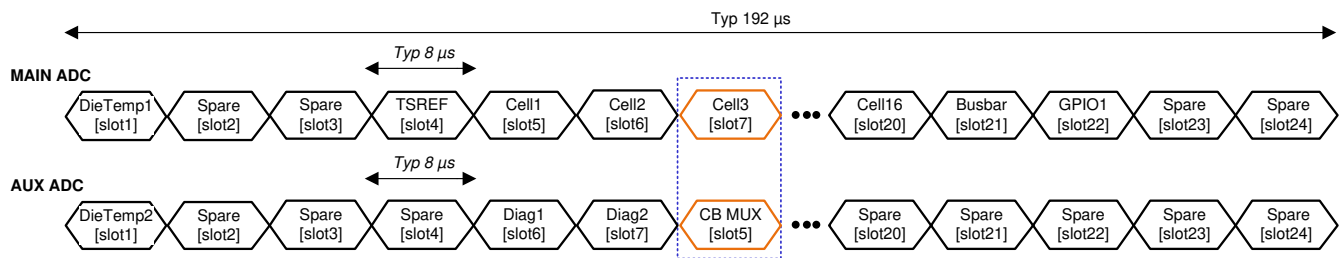 Typ 192 µs
Typ 8 µs
MAIN ADC
DieTemp1 Spare Spare TSREF Cell1 Cell2 Cell3 Cell16 Busbar GPIO1 Spare Spare
[slot1] [slot2] [slot3] [slot4] [slot5] [slot6] [slot7] ••• [slot20] [slot21] [slot22] [slot23] [slot24]
Typ 8 µs
AUX ADC
DieTemp2 Spare Spare Spare Diag1 Diag2 CB MUX Spare Spare Spare Spare Spare
[slot1] [slot2] [slot3] [slot4] [slot6] [slot7] [slot5] ••• [slot20] [slot21] [slot22] [slot23] [slot24]